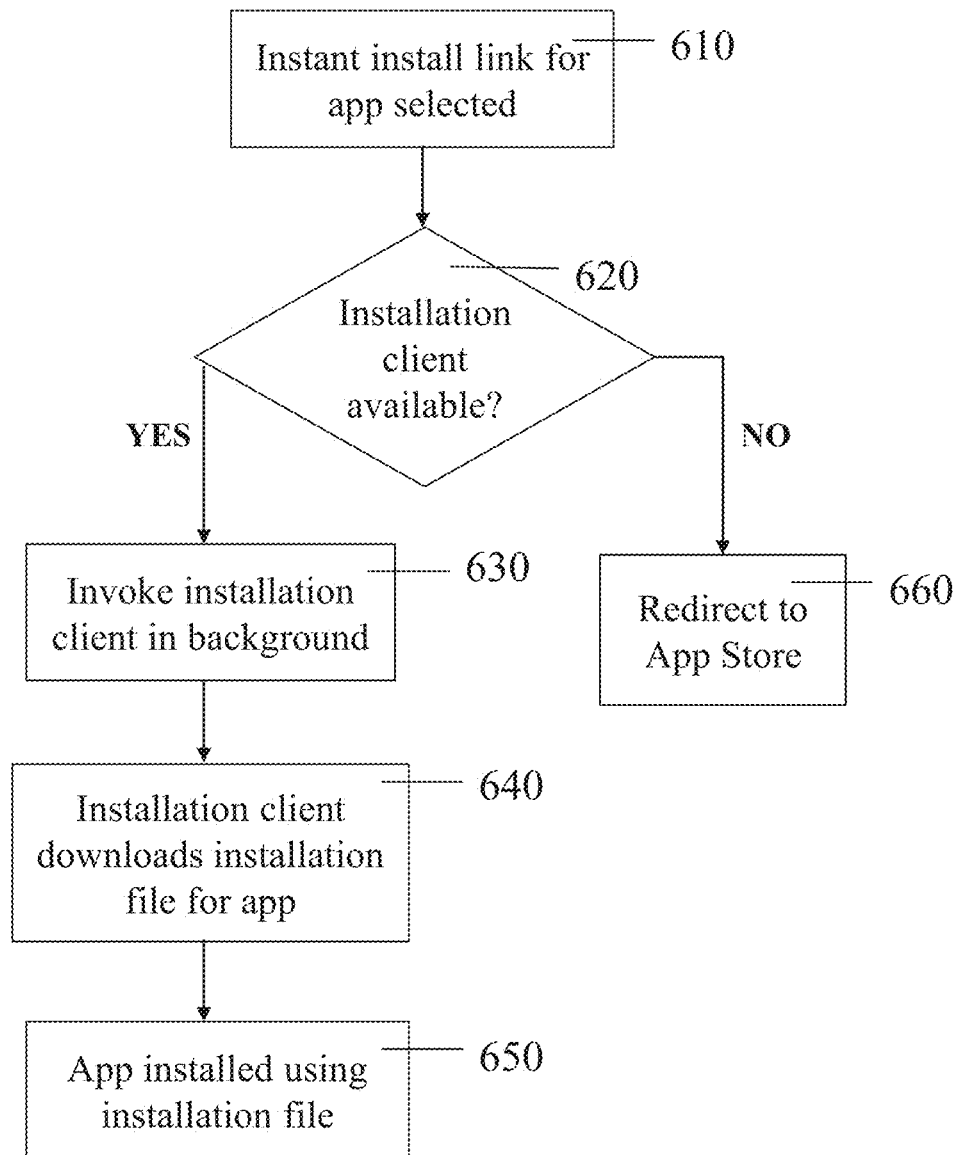 Instant install link for
app selected
610
620
Installation
client
available?
YES
NO
Invoke installation
client in background
630
Redirect to
App Store
660
Installation client
downloads installation
file for app
640
App installed using
installation file
650